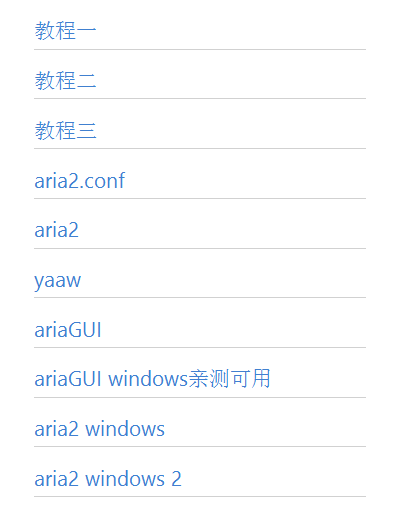 教程一
教程二
教程三
aria2.conf
aria2
yaaw
ariaGUI
ariaGUI windows亲测可用
aria2 windows
aria2 windows 2